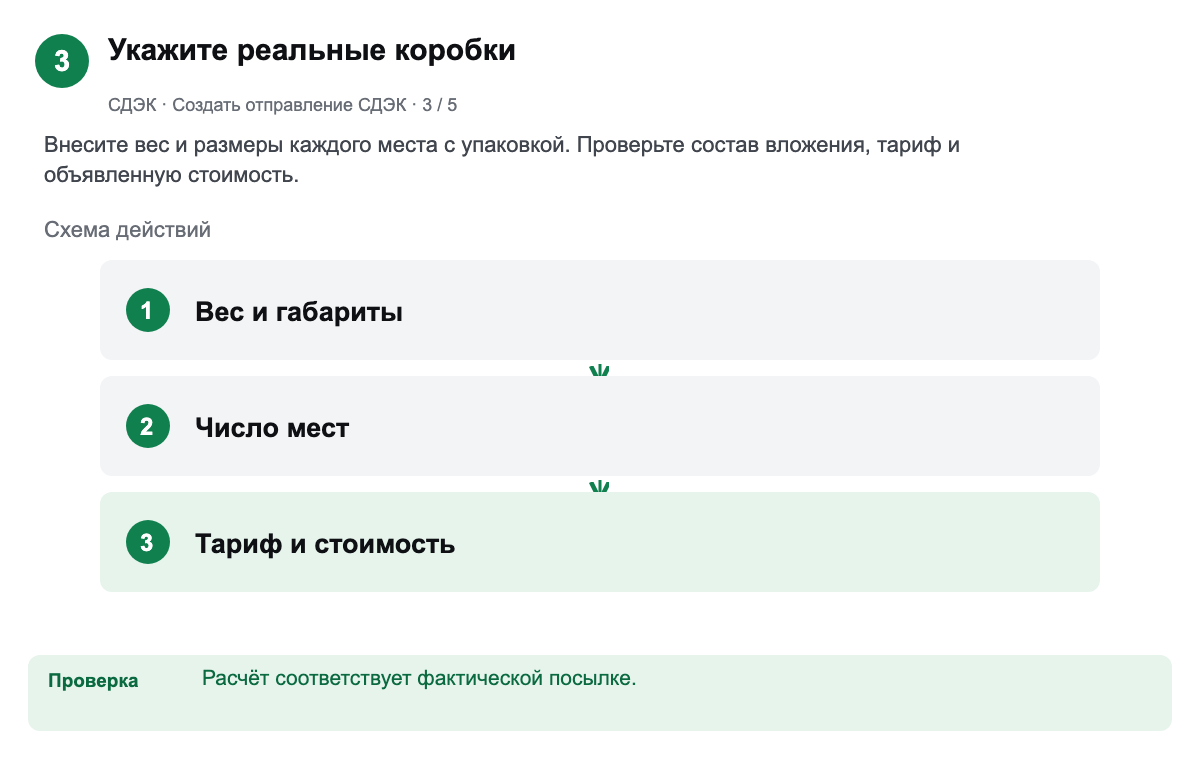 3
Укажите реальные коробки
СДЭК · Создать отправление СДЭК · 3 / 5
Внесите вес и размеры каждого места с упаковкой. Проверьте состав вложения, тариф и
объявленную стоимость.
Схема действий
1 Вес и габариты
2 Число мест
3 Тариф и стоимость
Проверка Расчёт соответствует фактической посылке.